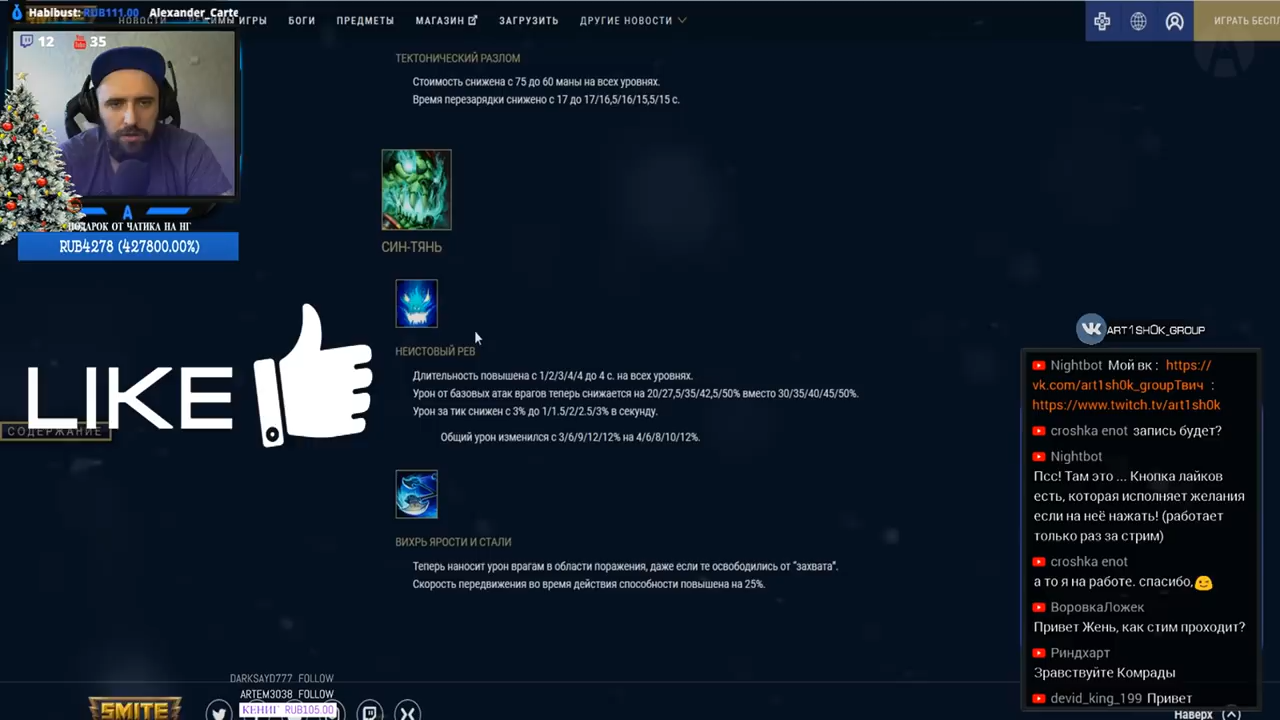 Habibust: RUB111.00 Alexander_Carte
НОВОСТИ РЕЖИМЫ ИГРЫ БОГИ ПРЕДМЕТЫ МАГАЗИН ЗАГРУЗИТЬ ДРУГИЕ НОВОСТИ
ИГРАТЬ БЕСП
12 35
ПОДАРОК ОТ ЧАТИКА НА НГ
RUB4278 (427800.00%)
ТЕКТОНИЧЕСКИЙ РАЗЛОМ
Стоимость снижена с 75 до 60 маны на всех уровнях.
Время перезарядки снижено с 17 до 17/16,5/16/15,5/15 с.
СИН-ТЯНЬ
НЕИСТОВЫЙ РЕВ
Длительность повышена с 1/2/3/4/4 до 4 с. на всех уровнях.
Урон от базовых атак врагов теперь снижается на 20/27,5/35/42,5/50% вместо 30/35/40/45/50%.
Урон за тик снижен с 3% до 1/1.5/2/2.5/3% в секунду.
Общий урон изменился с 3/6/9/12/12% на 4/6/8/10/12%.
ВИХРЬ ЯРОСТИ И СТАЛИ
Теперь наносит урон врагам в области поражения, даже если те освободились от "захвата".
Скорость передвижения во время действия способности повышена на 25%.
LIKE
СОДЕРЖАНИЕ
ART1SH0K_GROUP
Nightbot Мой вк : https://
vk.com/art1sh0k_groupТвич :
https://www.twitch.tv/art1sh0k
croshka enot запись будет?
Nightbot
Псс! Там это ... Кнопка лайков
есть, которая исполняет желания
если на неё нажать! (работает
только раз за стрим)
croshka enot
а то я на работе. спасибо,
ВоровкаЛожек
Привет Жень, как стим проходит?
Риндхарт
Зравствуйте Комрады
devid_king_199 Привет
DARKSAYD777 FOLLOW
ARTEM3038 FOLLOW
КЕНИГ RUB105.00
SMITE
Наверх